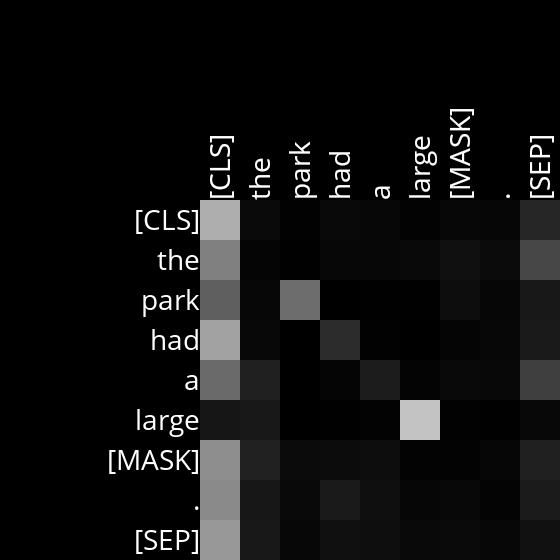 [CLS] the park had a large [MASK] . [SEP]
[CLS]
the
park
had
a
large
[MASK]
.
[SEP]